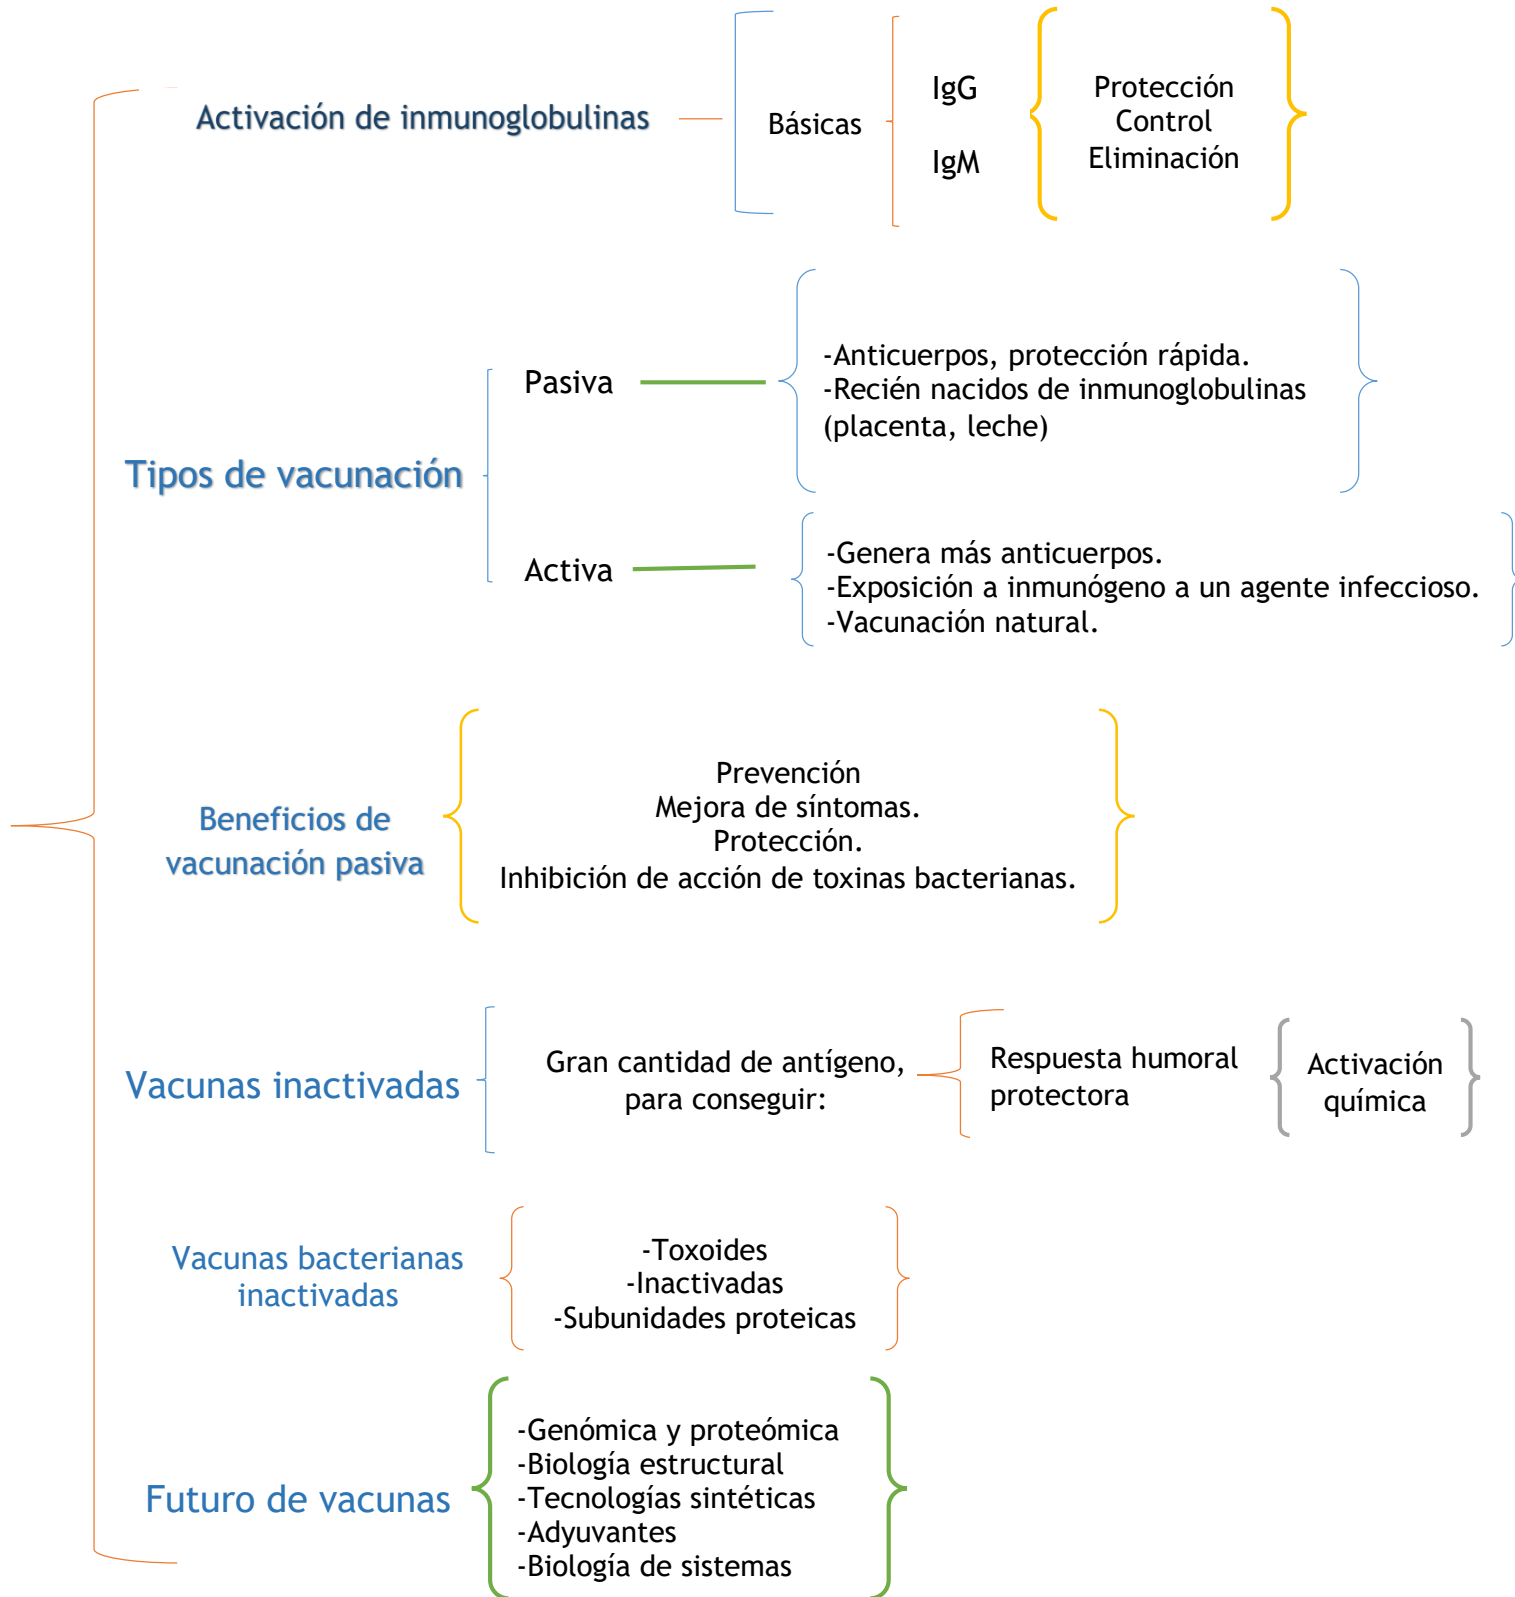 Activación de inmunoglobulinas
Básicas
IgG
IgM
Protección
Control
Eliminación
Tipos de vacunación
Pasiva
-Anticuerpos, protección rápida.
-Recién nacidos de inmunoglobulinas
(placenta, leche)
Activa
-Genera más anticuerpos.
-Exposición a inmunógeno a un agente infeccioso.
-Vacunación natural.
Beneficios de
vacunación pasiva
Prevención
Mejora de síntomas.
Protección.
Inhibición de acción de toxinas bacterianas.
Vacunas inactivadas
Gran cantidad de antígeno,
para conseguir:
Respuesta humoral
protectora
Activación
química
Vacunas bacterianas
inactivadas
-Toxoides
-Inactivadas
-Subunidades proteicas
Futuro de vacunas
-Genómica y proteómica
-Biología estructural
-Tecnologías sintéticas
-Adyuvantes
-Biología de sistemas